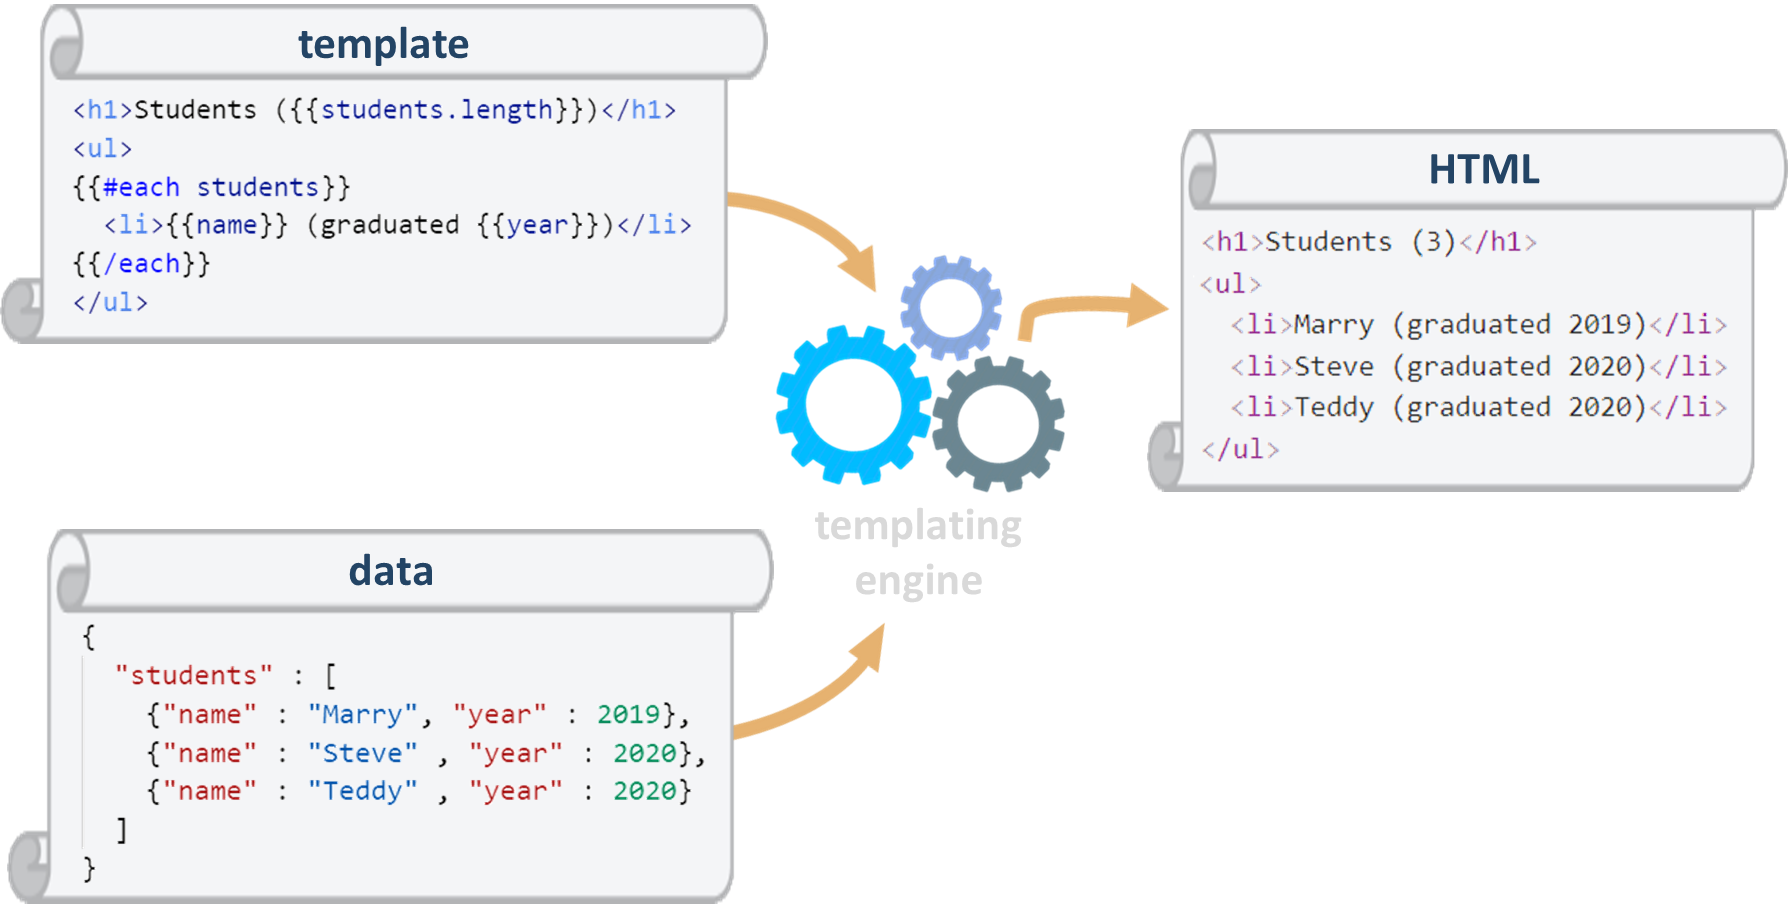 template
<h1>Students ({{students.length}})</h1>
<ul>
{{#each students}}
  <li>{{name}} (graduated {{year}})</li>
{{/each}}
</ul>
HTML
<h1>Students (3)</h1>
<ul>
  <li>Marry (graduated 2019)</li>
  <li>Steve (graduated 2020)</li>
  <li>Teddy (graduated 2020)</li>
</ul>
templating
engine
data
{
  "students" : [
    {"name" : "Marry", "year" : 2019},
    {"name" : "Steve" , "year" : 2020},
    {"name" : "Teddy" , "year" : 2020}
  ]
}